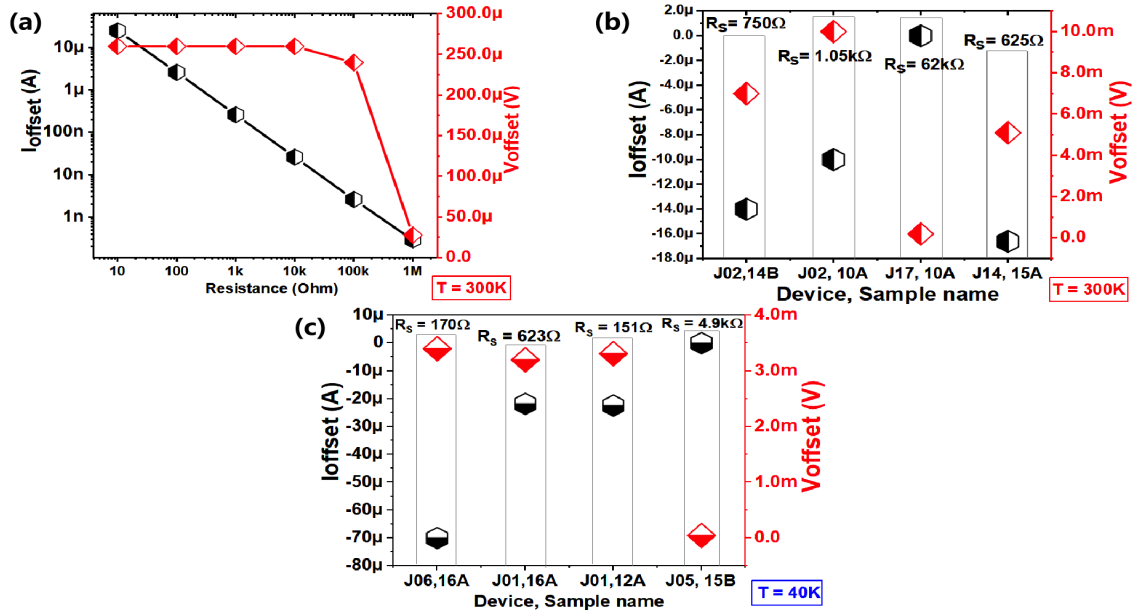 (a)
10µ
1µ
100n
10n
1n
Ioffset (A)
300.0µ
250.0µ
200.0µ
150.0µ
100.0µ
50.0µ
0.0
Voffset (V)
10 100 1k 10k 100k 1M
Resistance (Ohm)
T = 300K
(b)
2.0µ
0.0
-2.0µ
-4.0µ
-6.0µ
-8.0µ
-10.0µ
-12.0µ
-14.0µ
-16.0µ
-18.0µ
Ioffset (A)
RS = 750Ω
RS = 1.05kΩ
RS = 62kΩ
RS = 625Ω
10.0m
8.0m
6.0m
4.0m
2.0m
0.0
Voffset (V)
J02,14B J02, 10A J17, 10A J14, 15A
Device, Sample name
T = 300K
(c)
10µ
0
-10µ
-20µ
-30µ
-40µ
-50µ
-60µ
-70µ
-80µ
Ioffset (A)
RS = 170Ω
RS = 623Ω
RS = 151Ω
RS = 4.9kΩ
4.0m
3.0m
2.0m
1.0m
0.0
Voffset (V)
J06,16A J01,16A J01,12A J05, 15B
Device, Sample name
T = 40K